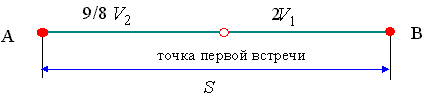 9/8 V₂
2V₁
A
B
точка первой встречи
S